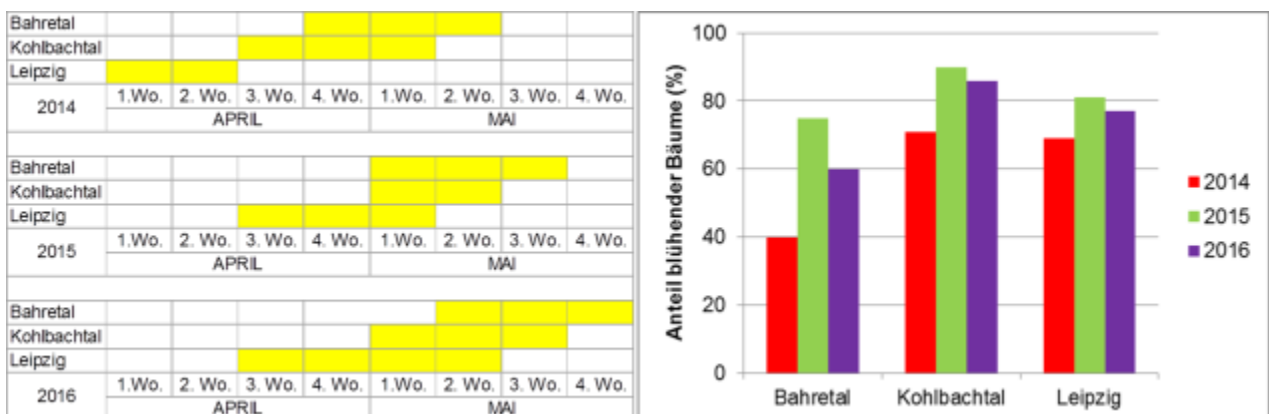 Bahretal
Kohlbachtal
Leipzig
2014 1.Wo. 2. Wo. 3. Wo. 4. Wo. 1.Wo. 2. Wo. 3. Wo. 4. Wo.
APRIL MAI
Bahretal
Kohlbachtal
Leipzig
2015 1.Wo. 2. Wo. 3. Wo. 4. Wo. 1.Wo. 2. Wo. 3. Wo. 4. Wo.
APRIL MAI
Bahretal
Kohlbachtal
Leipzig
2016 1.Wo. 2. Wo. 3. Wo. 4. Wo. 1.Wo. 2. Wo. 3. Wo. 4. Wo.
APRIL MAI
Anteil blühender Bäume (%)
100
80
60
40
20
0
Bahretal Kohlbachtal Leipzig
2014
2015
2016